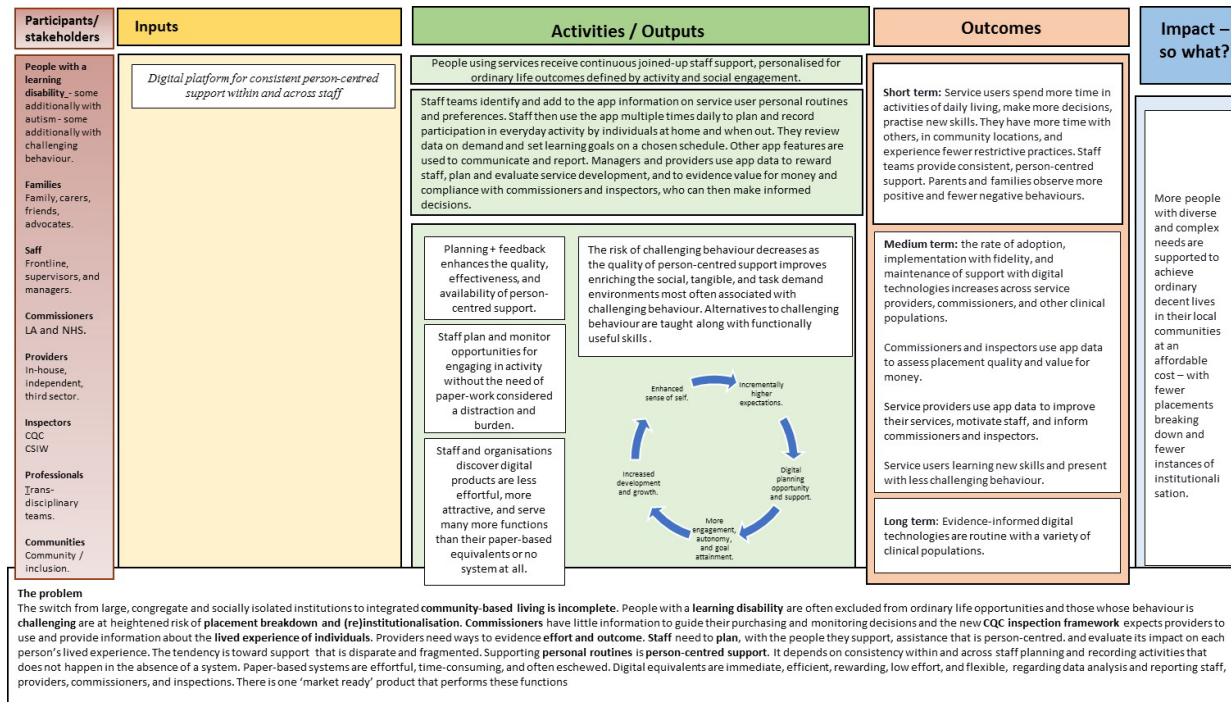 Participants/
stakeholders
Inputs
Activities / Outputs
Outcomes
Impact –
so what?
People with a
learning
disability - some
additionally with
autism - some
additionally with
challenging
behaviour.
Families
Family, carers,
friends,
advocates.
Saff
Frontline,
supervisors, and
managers.
Commissioners
LA and NHS.
Providers
In-house,
independent,
third sector.
Inspectors
CQC
CSIW
Professionals
Trans-
disciplinary
teams.
Communities
Community /
inclusion.
Digital platform for consistent person-centred
support within and across staff
People using services receive continuous joined-up staff support, personalised for
ordinary life outcomes defined by activity and social engagement.
Staff teams identify and add to the app information on service user personal routines
and preferences. Staff then use the app multiple times daily to plan and record
participation in everyday activity by individuals at home and when out. They review
data on demand and set learning goals on a chosen schedule. Other app features are
used to communicate and report. Managers and providers use app data to reward
staff, plan and evaluate service development, and to evidence value for money and
compliance with commissioners and inspectors, who can then make informed
decisions.
Planning + feedback
enhances the quality,
effectiveness, and
availability of person-
centred support.
Staff plan and monitor
opportunities for
engaging in activity
without the need of
paper-work considered
a distraction and
burden.
Staff and organisations
discover digital
products are less
effortful, more
attractive, and serve
many more functions
than their paper-based
equivalents or no
system at all.
The risk of challenging behaviour decreases as
the quality of person-centred support improves
enriching the social, tangible, and task demand
environments most often associated with
challenging behaviour. Alternatives to challenging
behaviour are taught along with functionally
useful skills .
Enhanced
sense of self.
Incrementally
higher
expectations.
Digital
planning
opportunity
and support.
More
engagement,
autonomy,
and goal
attainment.
Increased
development
and growth.
Short term: Service users spend more time in
activities of daily living, make more decisions,
practise new skills. They have more time with
others, in community locations, and
experience fewer restrictive practices. Staff
teams provide consistent, person-centred
support. Parents and families observe more
positive and fewer negative behaviours.
Medium term: the rate of adoption,
implementation with fidelity, and
maintenance of support with digital
technologies increases across service
providers, commissioners, and other clinical
populations.
Commissioners and inspectors use app data
to assess placement quality and value for
money.
Service providers use app data to improve
their services, motivate staff, and inform
commissioners and inspectors.
Service users learning new skills and present
with less challenging behaviour.
Long term: Evidence-informed digital
technologies are routine with a variety of
clinical populations.
More people
with diverse
and complex
needs are
supported to
achieve
ordinary
decent lives
in their local
communities
at an
affordable
cost – with
fewer
placements
breaking
down and
fewer
instances of
institutionali
sation.
The problem
The switch from large, congregate and socially isolated institutions to integrated community-based living is incomplete. People with a learning disability are often excluded from ordinary life opportunities and those whose behaviour is
challenging are at heightened risk of placement breakdown and (re)institutionalisation. Commissioners have little information to guide their purchasing and monitoring decisions and the new CQC inspection framework expects providers to
use and provide information about the lived experience of individuals. Providers need ways to evidence effort and outcome. Staff need to plan, with the people they support, assistance that is person-centred. and evaluate its impact on each
person's lived experience. The tendency is toward support that is disparate and fragmented. Supporting personal routines is person-centred support. It depends on consistency within and across staff planning and recording activities that
does not happen in the absence of a system. Paper-based systems are effortful, time-consuming, and often eschewed. Digital equivalents are immediate, efficient, rewarding, low effort, and flexible, regarding data analysis and reporting staff,
providers, commissioners, and inspections. There is one 'market ready' product that performs these functions